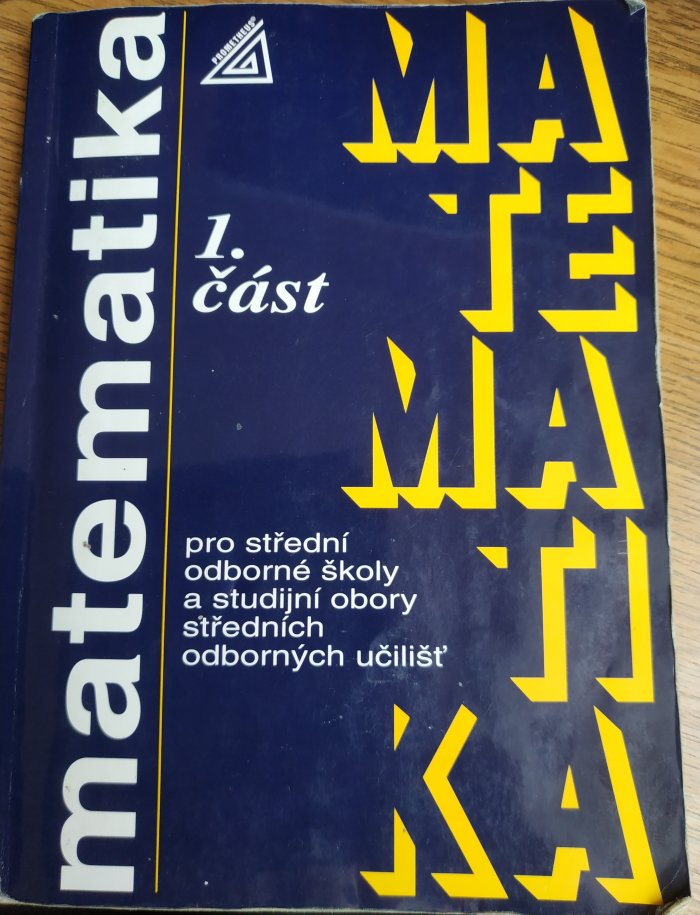 matematika
PROMETHEUS®
1.
část
pro střední
odborné školy
a studijní obory
středních
odborných učilišť
MA
TE
MA
TI
KA